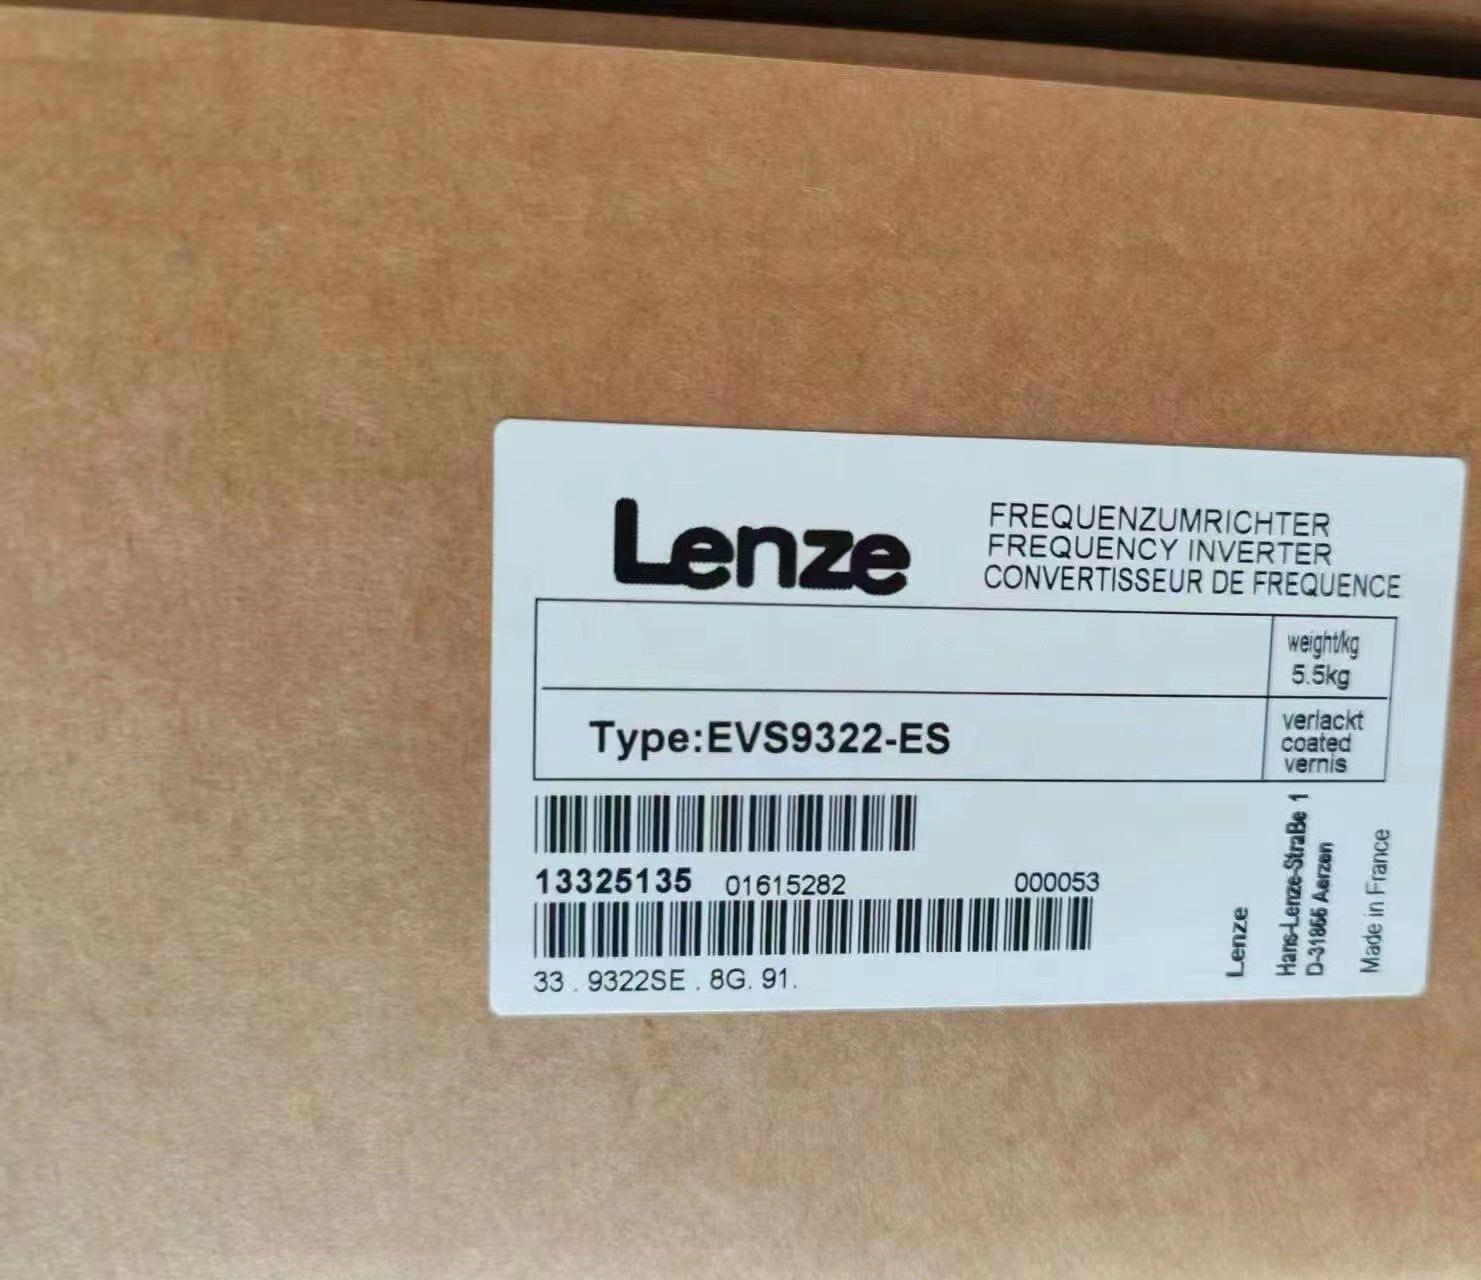 Lenze
FREQUENZUMRICHTER
FREQUENCY INVERTER
CONVERTISSEUR DE FREQUENCE
weight/kg
5.5kg
Type:EVS9322-ES
verlackt
coated
vernis
13325135 01615282 000053
33 . 9322SE . 8G. 91.
Lenze
Hans-Lenze-StraBe 1
D-31855 Aerzen
Made in France